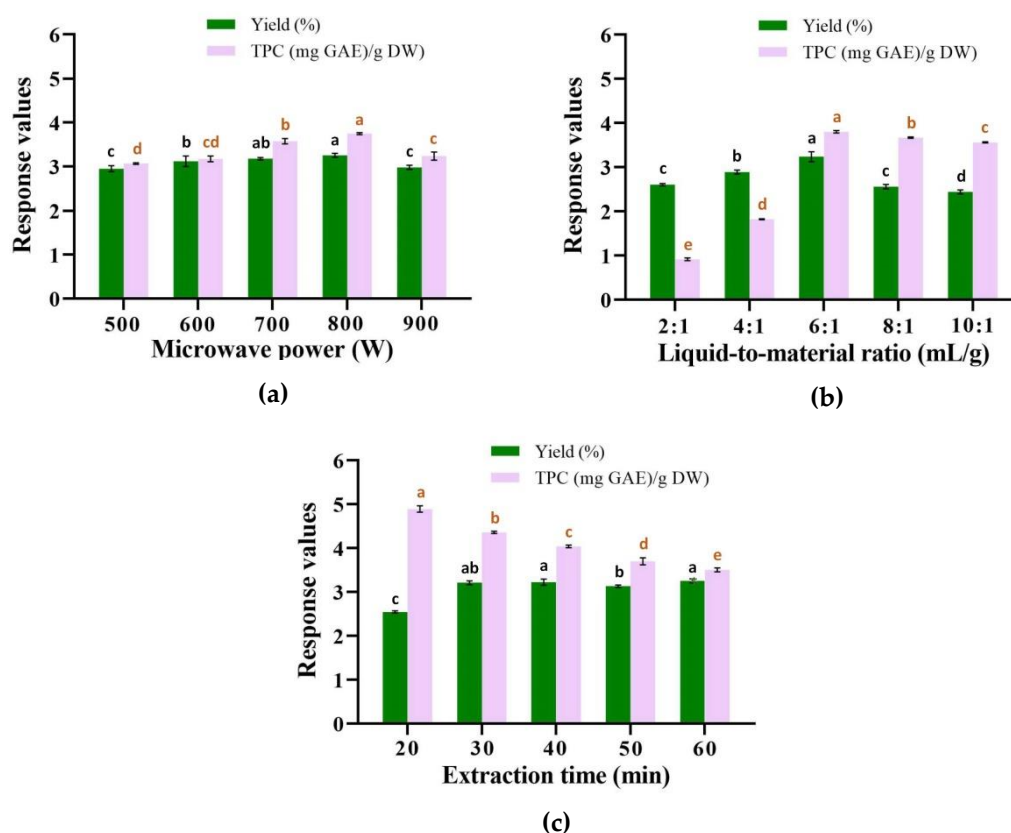 Yield (%)
TPC (mg GAE)/g DW)
Response values
6
5
4
3
2
1
0
c d b cd ab b a a c c
500 600 700 800 900
Microwave power (W)
(a)
Yield (%)
TPC (mg GAE)/g DW)
Response values
6
5
4
3
2
1
0
c e b d a a c b d c
2:1 4:1 6:1 8:1 10:1
Liquid-to-material ratio (mL/g)
(b)
Yield (%)
TPC (mg GAE)/g DW)
Response values
6
5
4
3
2
1
0
c a ab b a c b d a e
20 30 40 50 60
Extraction time (min)
(c)